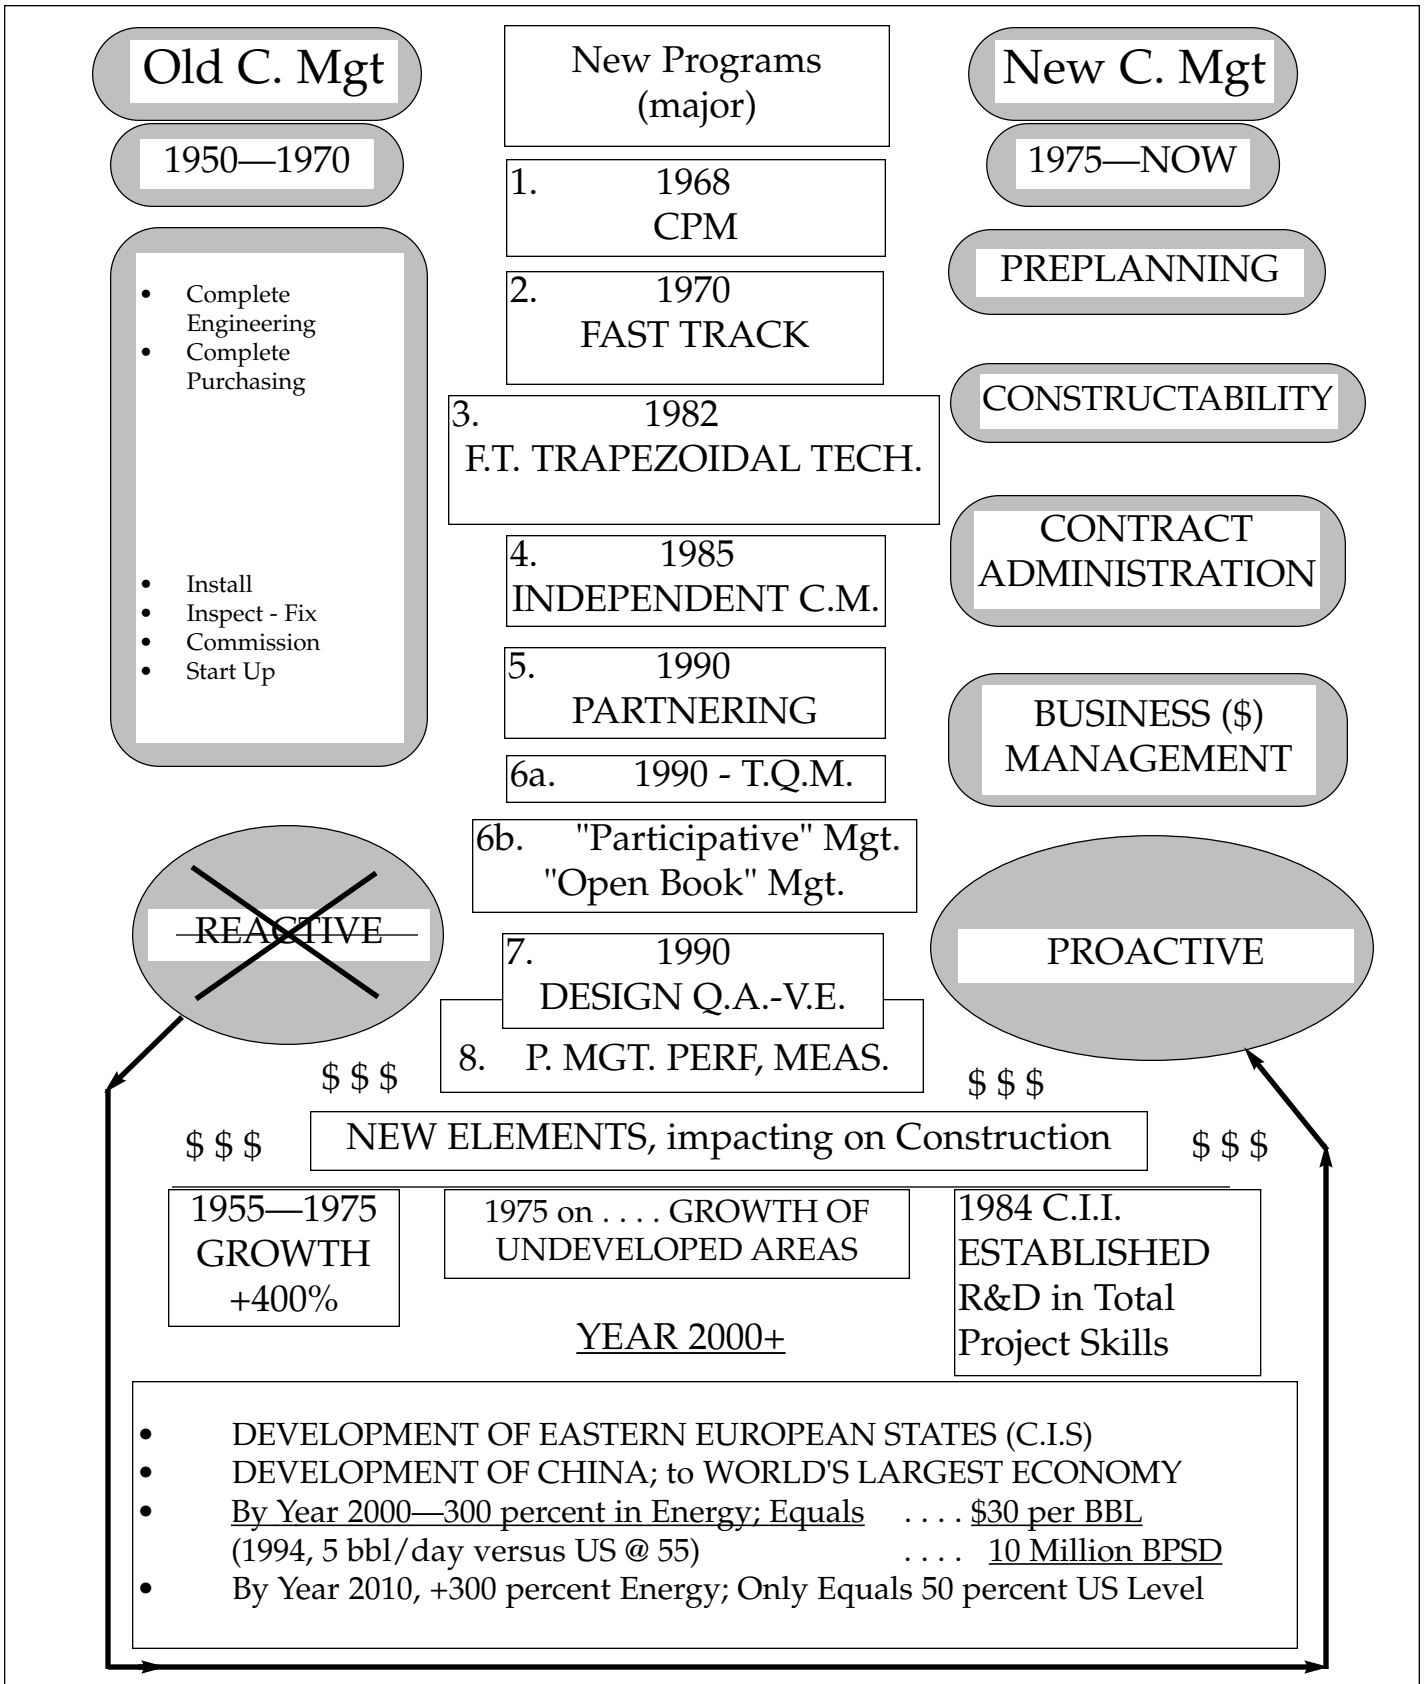 Old C. Mgt
1950—1970
• Complete
Engineering
• Complete
Purchasing
• Install
• Inspect - Fix
• Commission
• Start Up
REACTIVE
New Programs
(major)
1. 1968
CPM
2. 1970
FAST TRACK
3. 1982
F.T. TRAPEZOIDAL TECH.
4. 1985
INDEPENDENT C.M.
5. 1990
PARTNERING
6a. 1990 - T.Q.M.
6b. "Participative" Mgt.
"Open Book" Mgt.
7. 1990
DESIGN Q.A.-V.E.
8. P. MGT. PERF, MEAS.
New C. Mgt
1975—NOW
PREPLANNING
CONSTRUCTABILITY
CONTRACT
ADMINISTRATION
BUSINESS ($)
MANAGEMENT
PROACTIVE
$ $ $
$ $ $
$ $ $
NEW ELEMENTS, impacting on Construction
$ $ $
1955—1975
GROWTH
+400%
1975 on . . . . GROWTH OF
UNDEVELOPED AREAS
1984 C.I.I.
ESTABLISHED
R&D in Total
Project Skills
YEAR 2000+
• DEVELOPMENT OF EASTERN EUROPEAN STATES (C.I.S)
• DEVELOPMENT OF CHINA; to WORLD'S LARGEST ECONOMY
• By Year 2000—300 percent in Energy; Equals . . . . $30 per BBL
(1994, 5 bbl/day versus US @ 55) . . . . 10 Million BPSD
• By Year 2010, +300 percent Energy; Only Equals 50 percent US Level